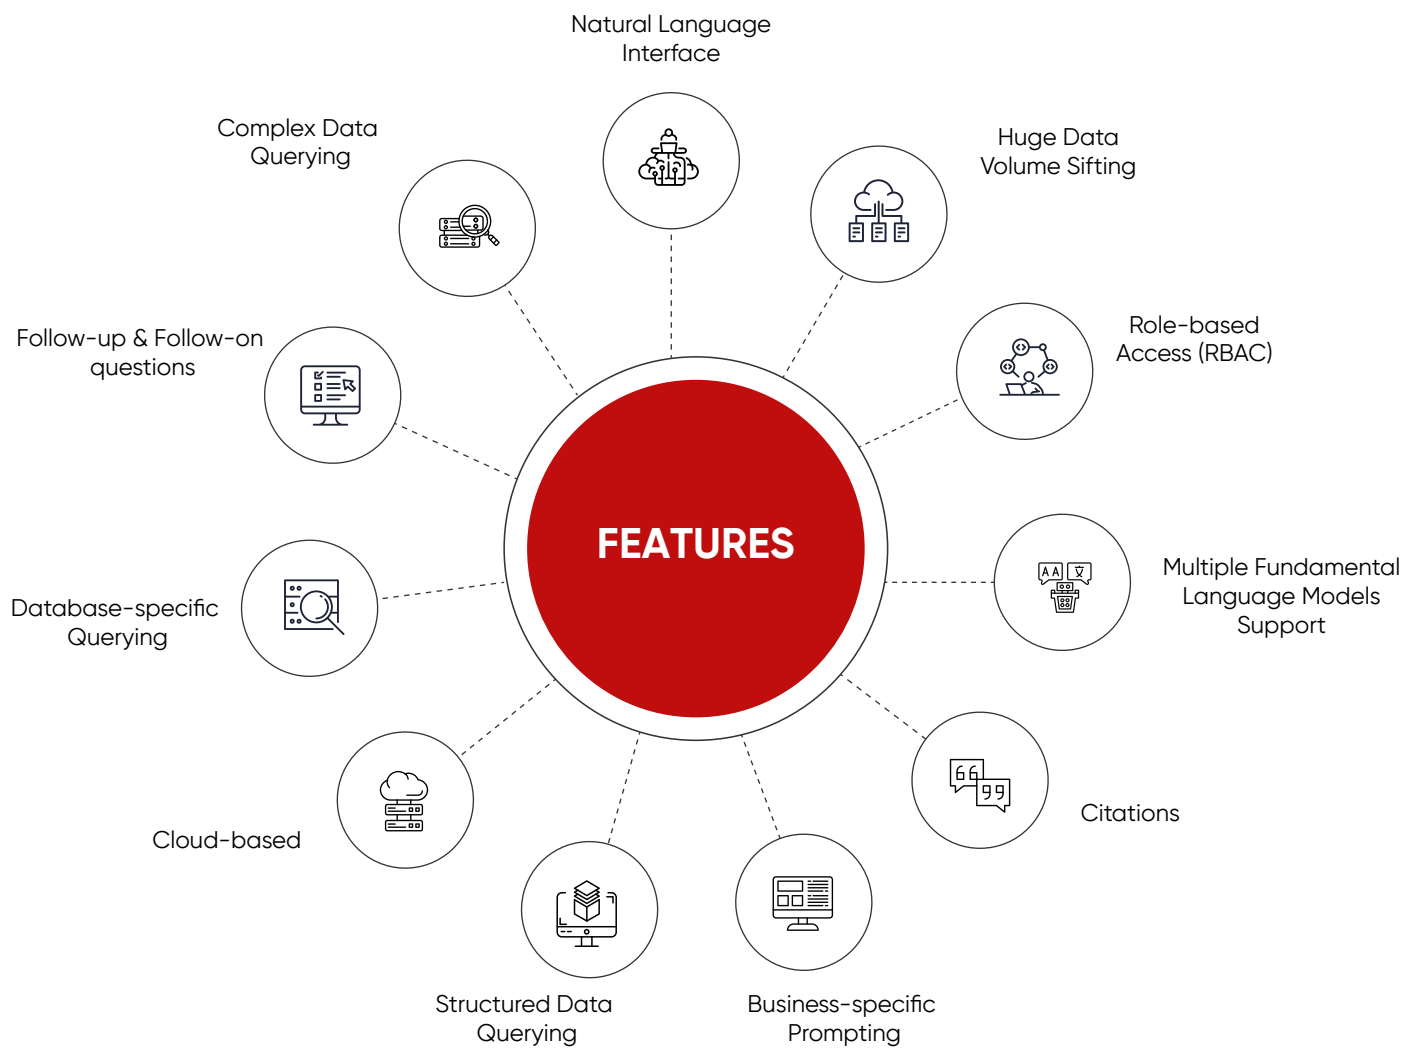 Natural Language
Interface
Complex Data
Querying
Huge Data
Volume Sifting
Role-based
Access (RBAC)
Follow-up & Follow-on
questions
FEATURES
Multiple Fundamental
Language Models
Support
Database-specific
Querying
Citations
Cloud-based
Structured Data
Querying
Business-specific
Prompting